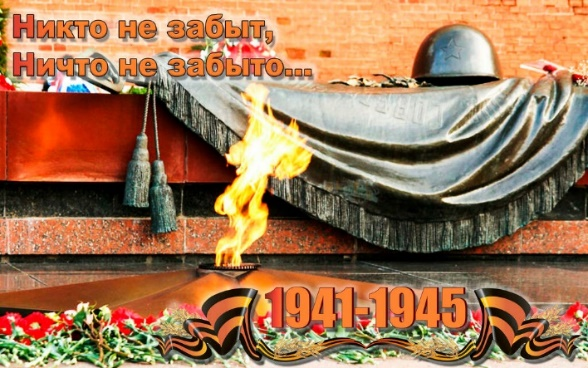 Никто не забыт,
Ничто не забыто...
1941-1945